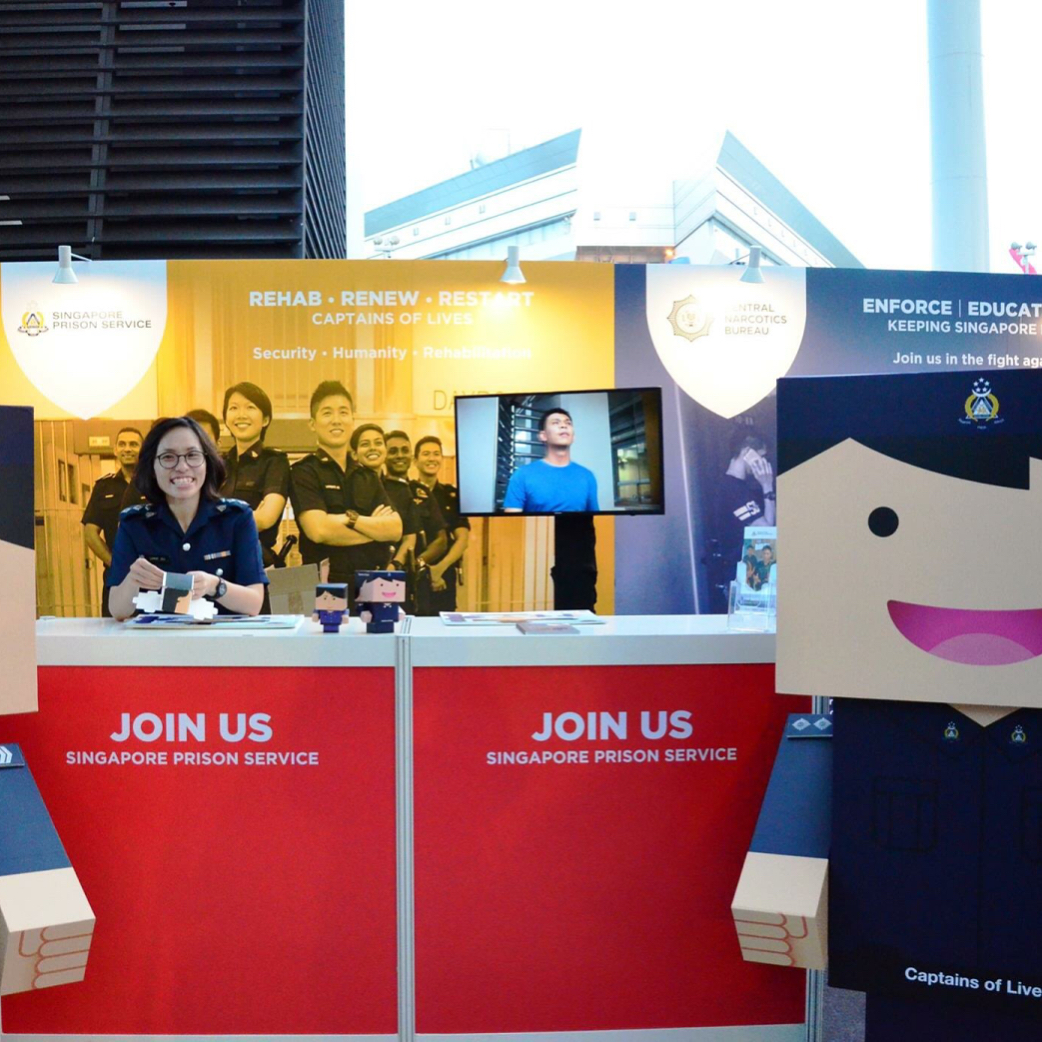 SINGAPORE
PRISON SERVICE
REHAB • RENEW • RESTART
CAPTAINS OF LIVES
Security • Humanity • Rehabilitation
CENTRAL
NARCOTICS
BUREAU
ENFORCE | EDUCAT
KEEPING SINGAPORE
Join us in the fight aga
JOIN US
SINGAPORE PRISON SERVICE
JOIN US
SINGAPORE PRISON SERVICE
Captains of Live